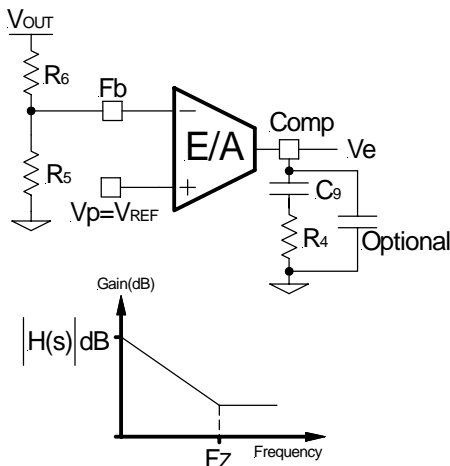 VOUT
R6
Fb
R5
Vp=VREF
−
+
E/A
Comp
Ve
C9
R4
Optional
Gain(dB)
|H(s)| dB
FZ
Frequency